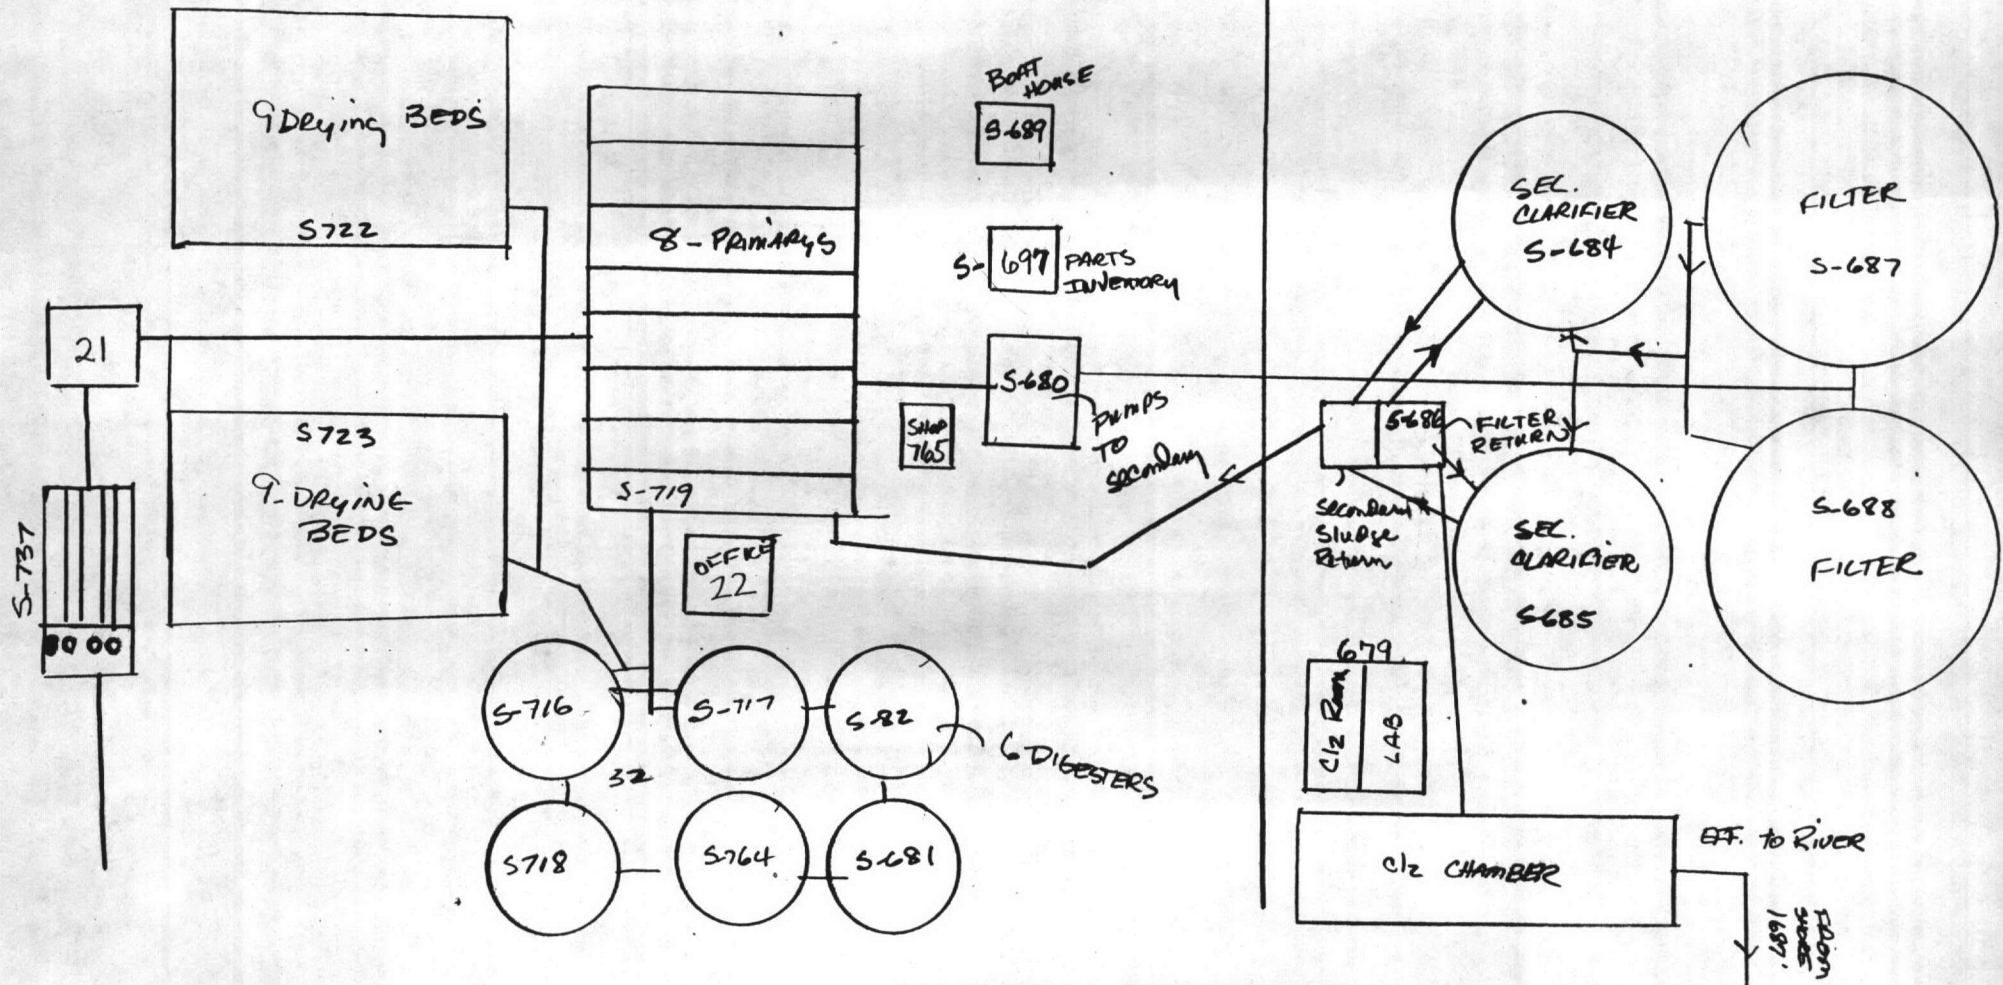 9 Drying BEDS
S722
21
S-737
S723
9-DRYING
BEDS
8-PRIMARYS
S-719
OFFICE
22
BOAT
HOUSE
S-689
S-697
PARTS
INVENTORY
S-680
PUMPS
TO
secondary
SHOP
765
S-716
S-717
S-82
32
6 DIGESTERS
S718
S-764
S-681
SEC.
CLARIFIER
S-684
FILTER
S-687
S-686
FILTER
RETURN
Secondary
Sludge
Return
SEC.
CLARIFIER
S-685
S-688
FILTER
679
Cl2 Room
LAB
Cl2 CHAMBER
EFF. to RIVER